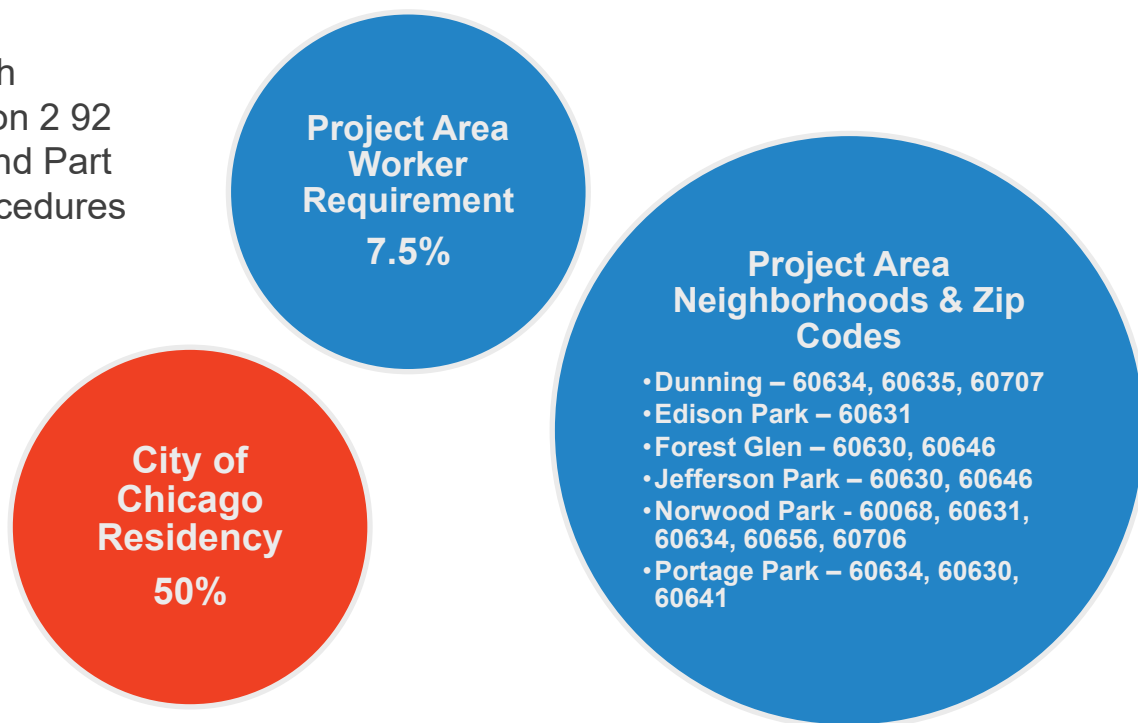 h
on 2 92
nd Part
cedures
Project Area
Worker
Requirement
7.5%
City of
Chicago
Residency
50%
Project Area
Neighborhoods & Zip
Codes
•Dunning – 60634, 60635, 60707
•Edison Park – 60631
•Forest Glen – 60630, 60646
•Jefferson Park – 60630, 60646
•Norwood Park - 60068, 60631,
60634, 60656, 60706
•Portage Park – 60634, 60630,
60641